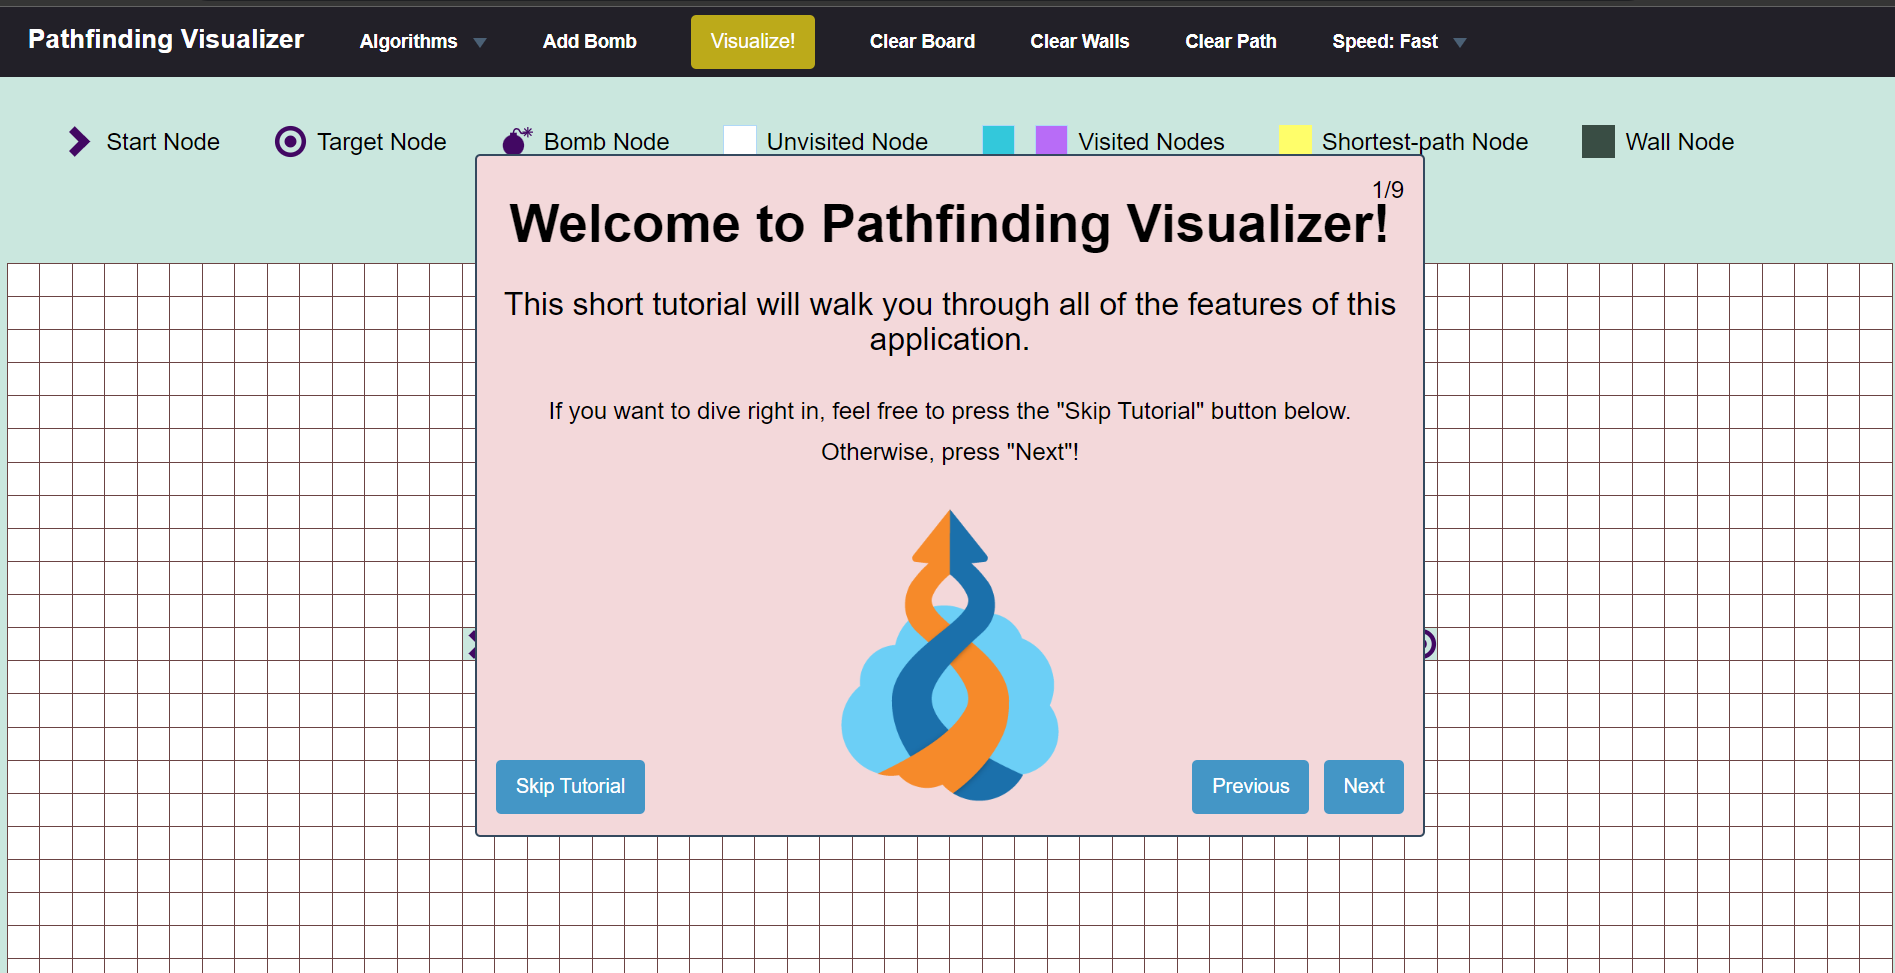 Pathfinding Visualizer Algorithms Add Bomb Visualize! Clear Board Clear Walls Clear Path Speed: Fast
Start Node Target Node Bomb Node Unvisited Node Visited Nodes Shortest-path Node Wall Node
1/9
Welcome to Pathfinding Visualizer!
This short tutorial will walk you through all of the features of this
application.
If you want to dive right in, feel free to press the "Skip Tutorial" button below.
Otherwise, press "Next"!
Skip Tutorial Previous Next